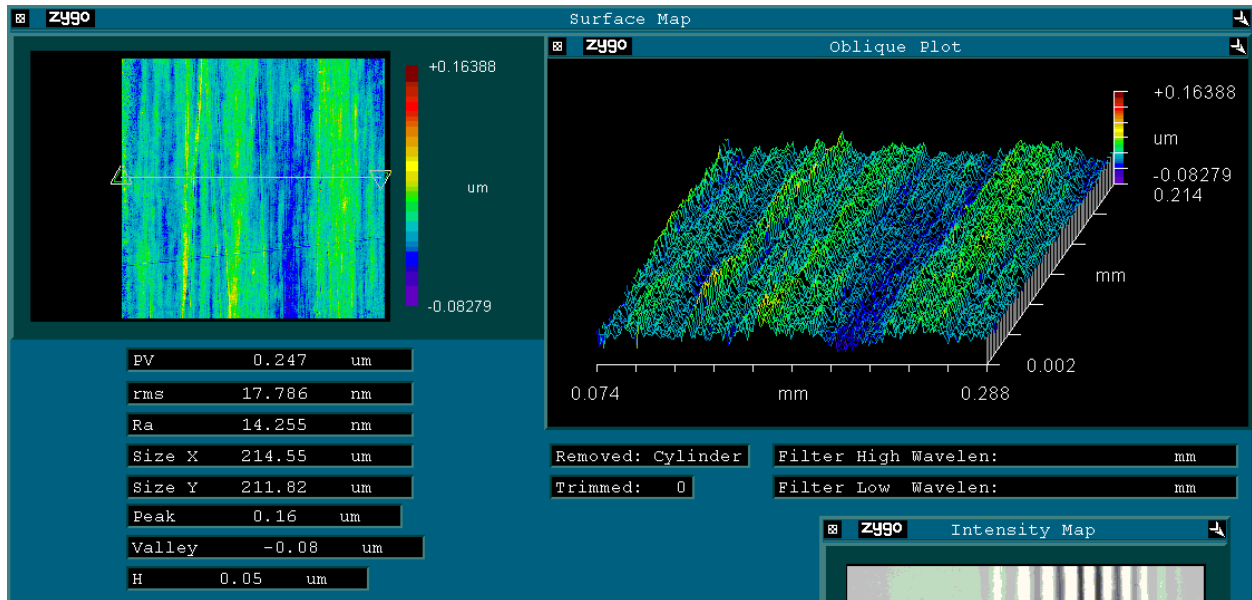 zygo Surface Map
+0.16388
um
-0.08279
zygo Oblique Plot
+0.16388
um
-0.08279
0.214
mm
0.002
0.074 mm 0.288
PV 0.247 um
rms 17.786 nm
Ra 14.255 nm
Size X 214.55 um
Size Y 211.82 um
Peak 0.16 um
Valley -0.08 um
H 0.05 um
Removed: Cylinder
Trimmed: 0
Filter High Wavelen: mm
Filter Low Wavelen: mm
zygo Intensity Map